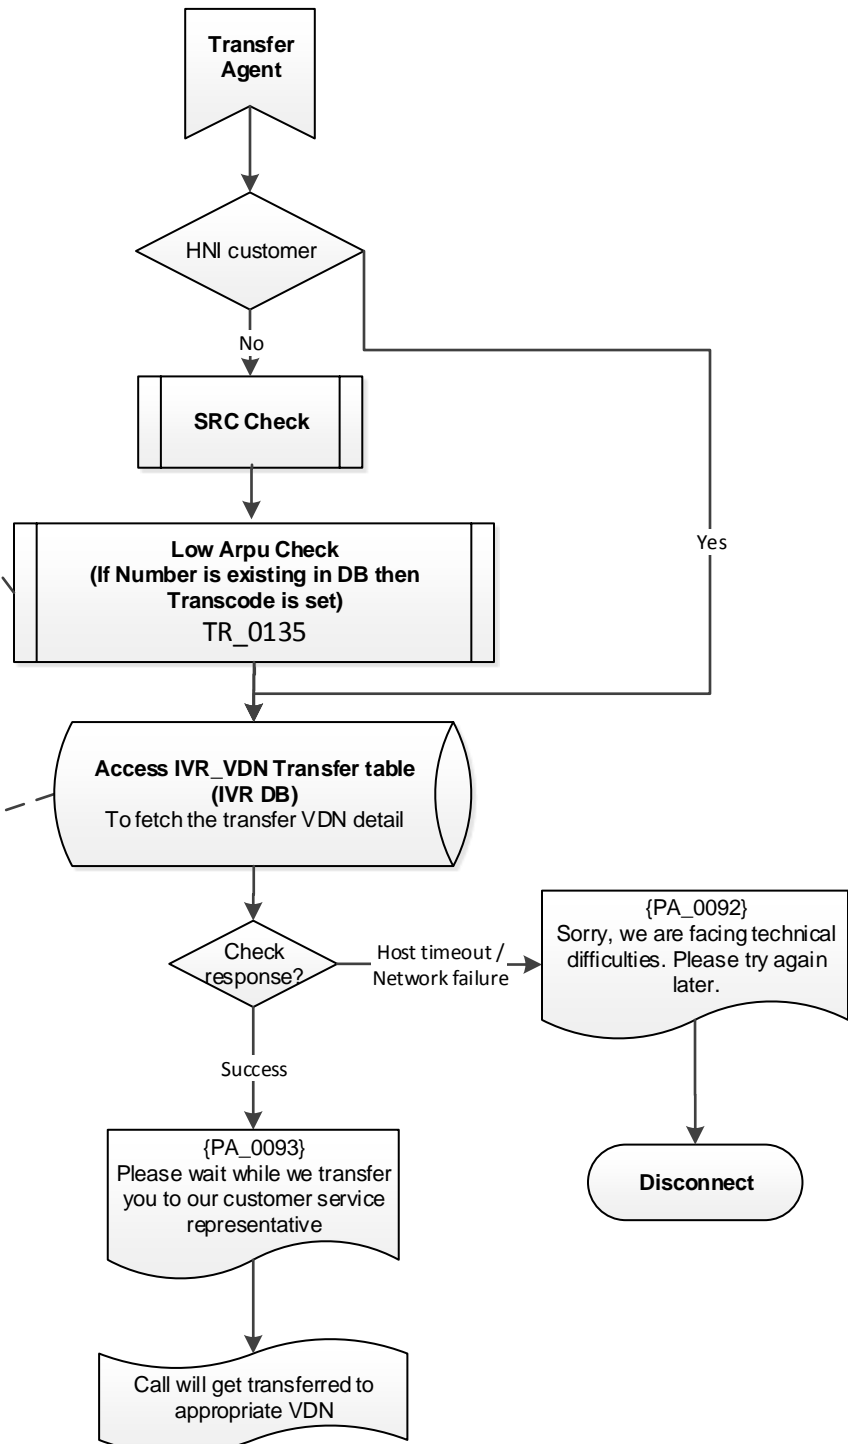 Transfer
Agent
HNI customer
No
SRC Check
Yes
Low Arpu Check
(If Number is existing in DB then
Transcode is set)
TR_0135
Access IVR_VDN Transfer table
(IVR DB)
To fetch the transfer VDN detail
Check
response?
Host timeout /
Network failure
{PA_0092}
Sorry, we are facing technical
difficulties. Please try again
later.
Success
{PA_0093}
Please wait while we transfer
you to our customer service
representative
Disconnect
Call will get transferred to
appropriate VDN